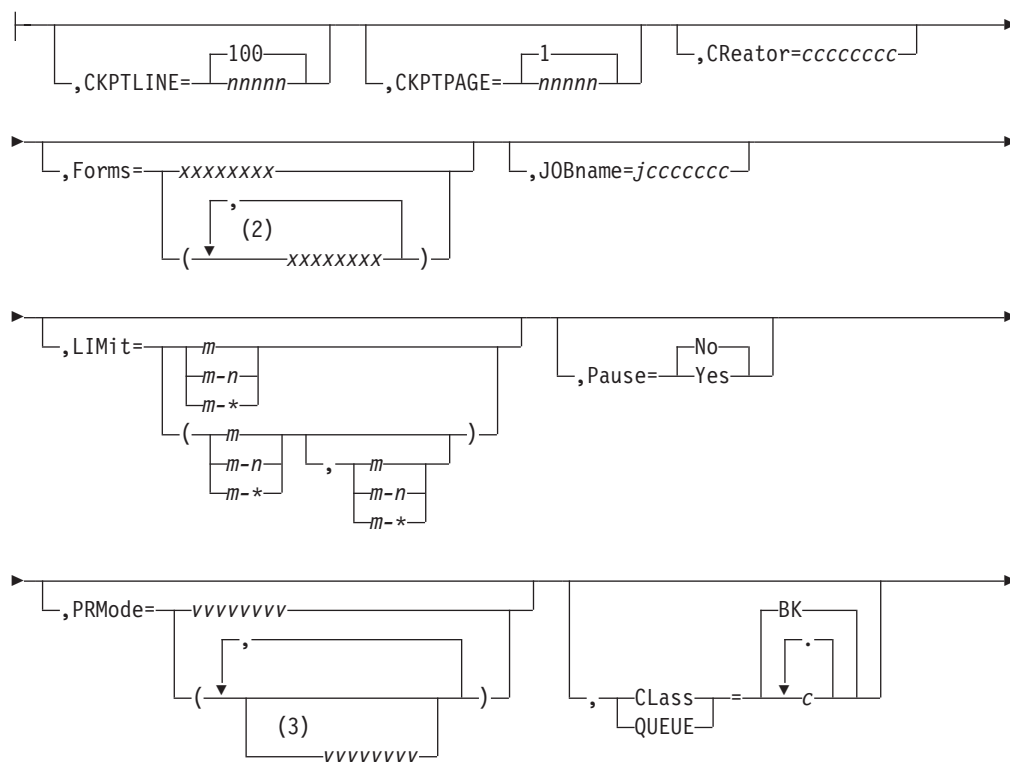 100
,CKPTLINE= nnnnn
1
,CKPTPAGE= nnnnn
,CReator=cccccccc
,Forms= xxxxxxxx
,
(2)
( xxxxxxxx )
,JOBname=jccccccc
,LIMit= m
m-n
m-*
( m )
m-n
m-*
, m
m-n
m-*
No
,Pause= Yes
,PRMode= vvvvvvvv
,
( )
(3)
vvvvvvvv
BK
.
, CLass = c
QUEUE